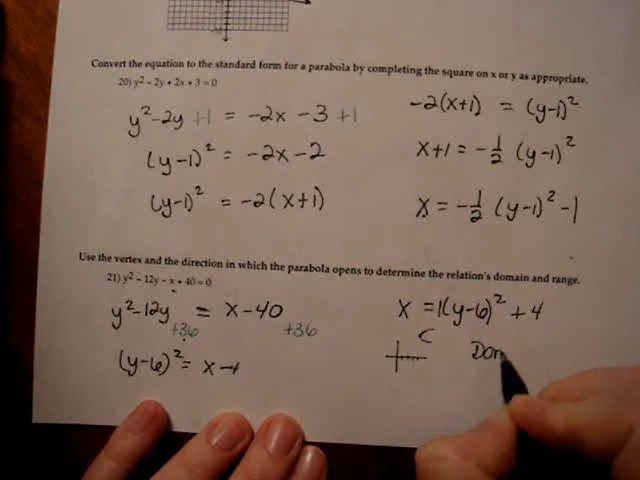 Convert the equation to the standard form for a parabola by completing the square on x or y as appropriate.
20) y² - 2y + 2x + 3 = 0
y² - 2y + 1 = -2x - 3 + 1
(y-1)² = -2x - 2
(y-1)² = -2(x+1)
-2(x+1) = (y-1)²
x+1 = -1/2 (y-1)²
x = -1/2 (y-1)² - 1
Use the vertex and the direction in which the parabola opens to determine the relation's domain and range.
21) y² - 12y - x + 40 = 0
y² - 12y = x - 40
+36 +36
(y-6)² = x - 4
x = 1(y-6)² + 4
Dom